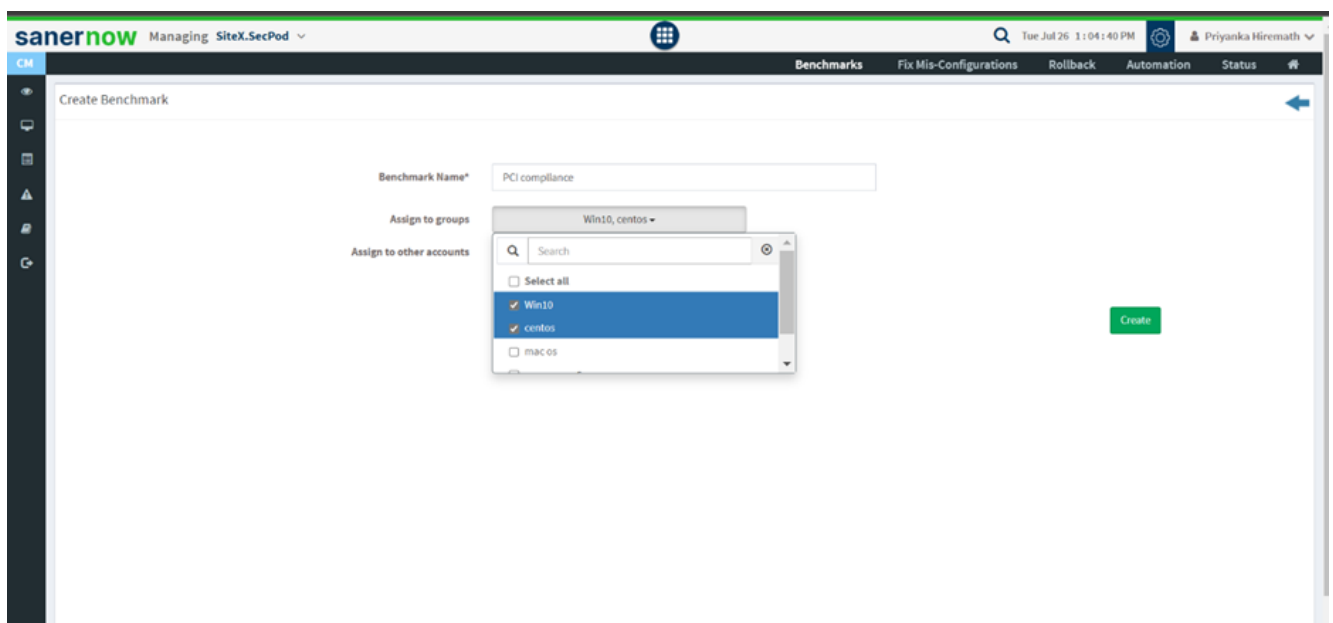 sanernow Managing SiteX.SecPod Tue Jul 26 1:04:40 PM Priyanka Hiremath
CM Benchmarks Fix Mis-Configurations Rollback Automation Status
Create Benchmark
Benchmark Name* PCI compliance
Assign to groups Win10, centos
Assign to other accounts Search
Select all
Win10
Create
centos
mac os